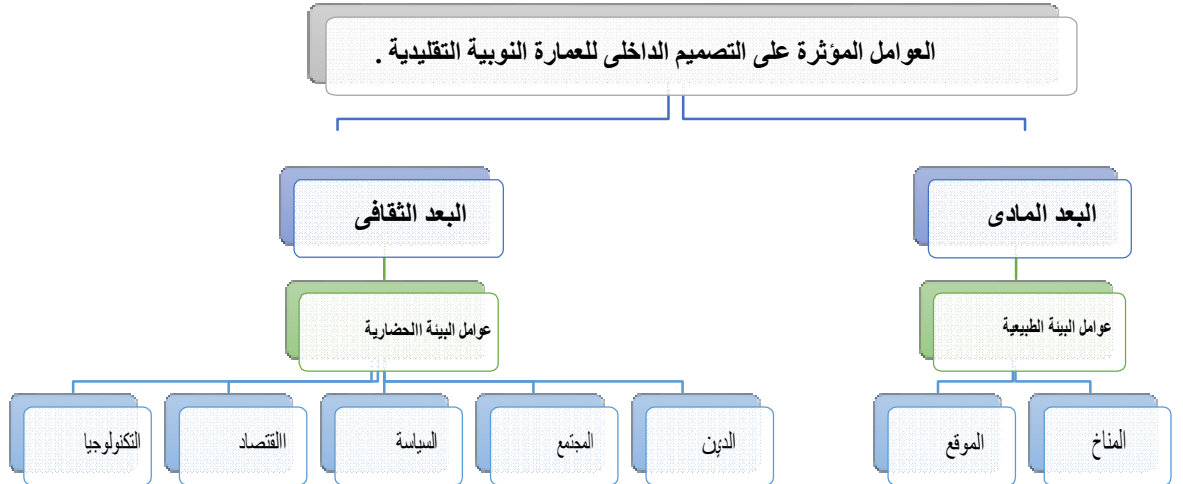 العوامل المؤثرة على التصميم الداخلى للعمارة النوبية التقليدية .
البعد المادى
البعد الثقافى
عوامل البيئة الطبيعية
عوامل البيئة االحضارية
المناخ
الموقع
الدين
المجتمع
السياسة
االقتصاد
التكنولوجيا